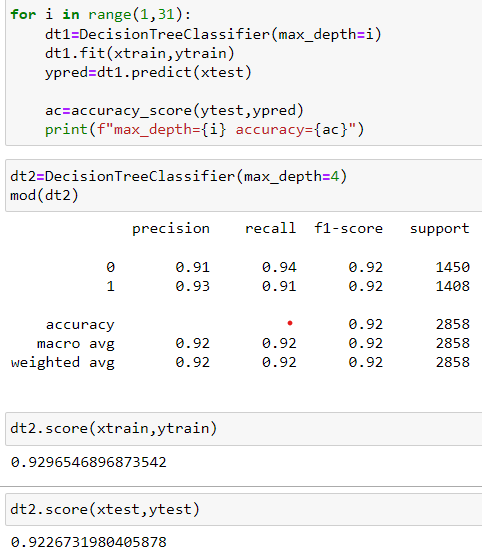 for i in range(1,31):
    dt1=DecisionTreeClassifier(max_depth=i)
    dt1.fit(xtrain,ytrain)
    ypred=dt1.predict(xtest)
    ac=accuracy_score(ytest,ypred)
    print(f"max_depth={i} accuracy={ac}")
dt2=DecisionTreeClassifier(max_depth=4)
mod(dt2)
precision recall f1-score support
0 0.91 0.94 0.92 1450
1 0.93 0.91 0.92 1408
accuracy 0.92 2858
macro avg 0.92 0.92 0.92 2858
weighted avg 0.92 0.92 0.92 2858
dt2.score(xtrain,ytrain)
0.9296546896873542
dt2.score(xtest,ytest)
0.9226731980405878